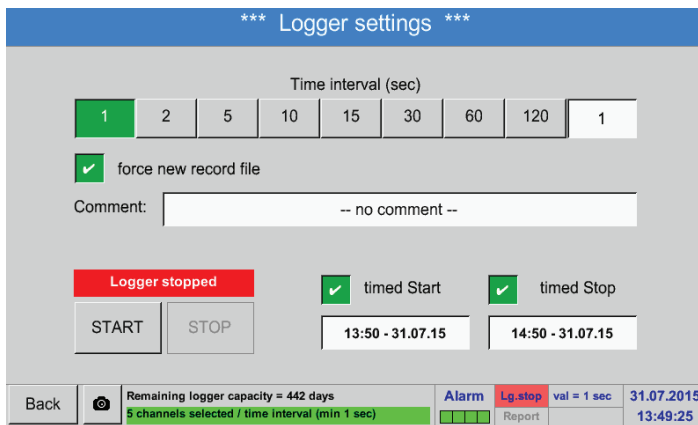 *** Logger settings ***
Time interval (sec)
1 2 5 10 15 30 60 120 1
force new record file
Comment: -- no comment --
Logger stopped
timed Start timed Stop
START STOP 13:50 - 31.07.15 14:50 - 31.07.15
Back Remaining logger capacity = 442 days Alarm Lg.stop val = 1 sec 31.07.2015
5 channels selected / time interval (min 1 sec) Report 13:49:25